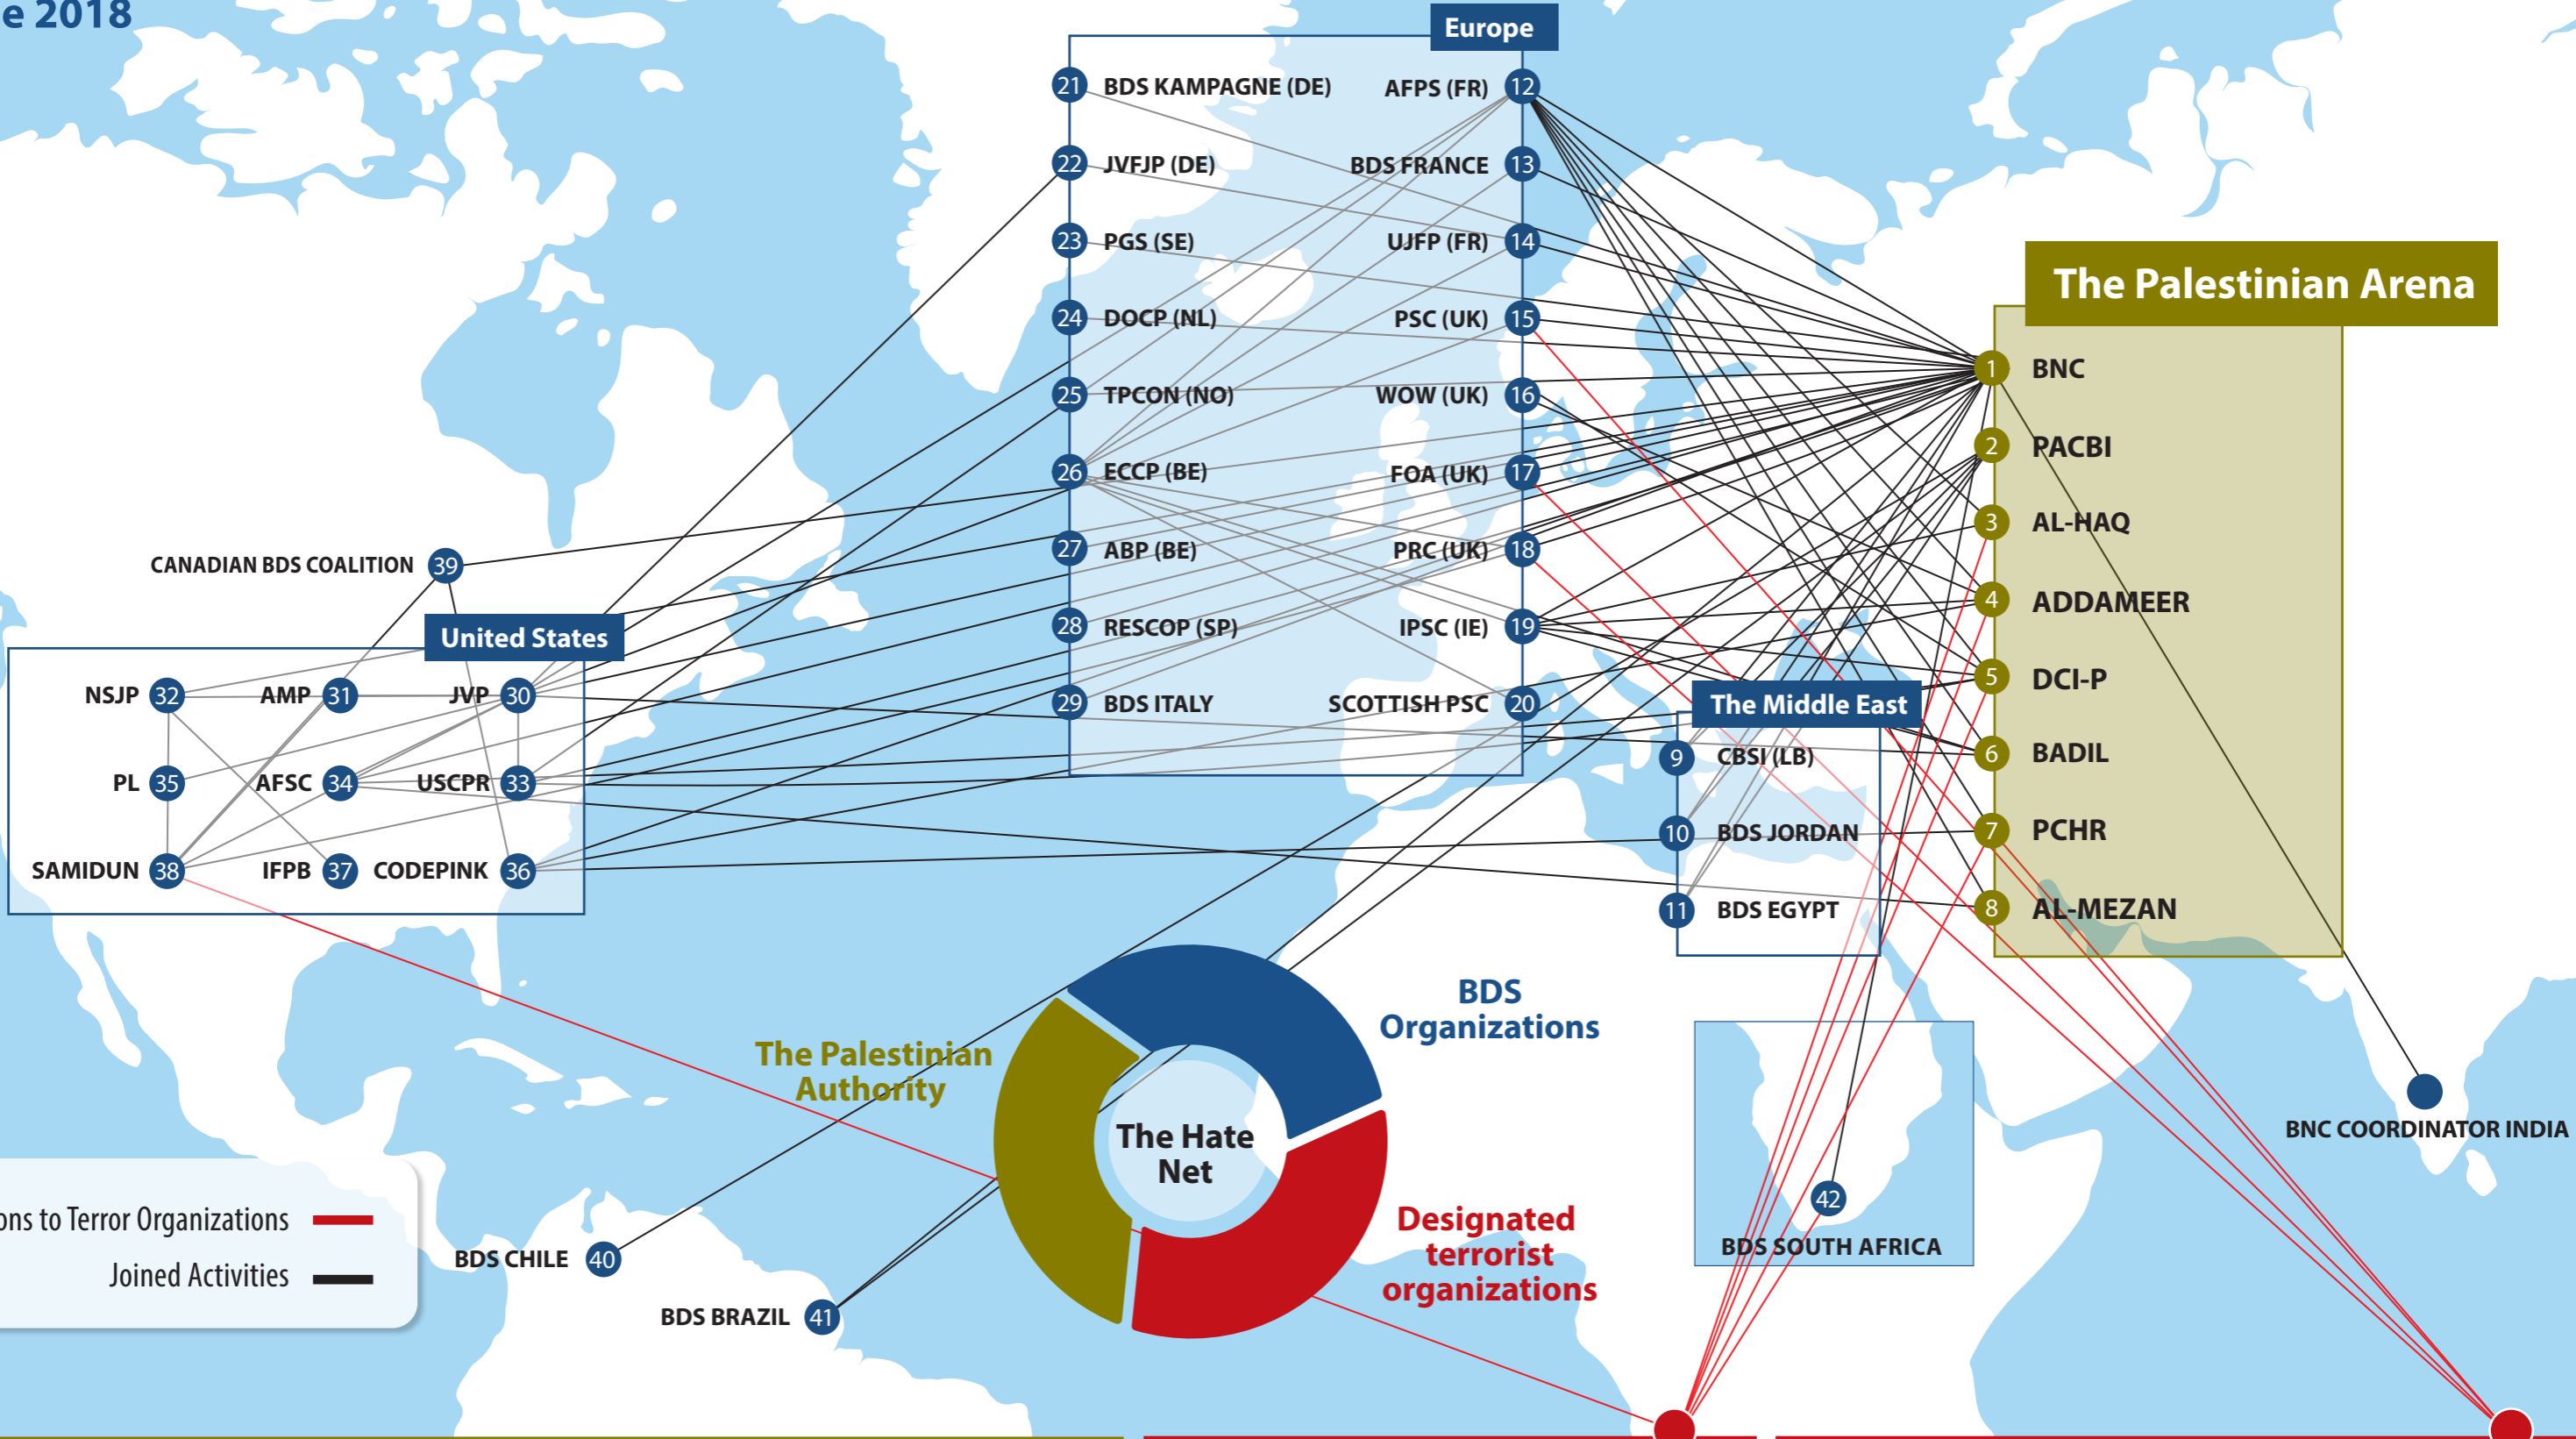 e 2018
Europe
21 BDS KAMPAGNE (DE)
AFPS (FR) 12
22 JVFJP (DE)
BDS FRANCE 13
23 PGS (SE)
UJFP (FR) 14
24 DOCP (NL)
PSC (UK) 15
25 TPCON (NO)
WOW (UK) 16
26 ECCP (BE)
FOA (UK) 17
27 ABP (BE)
PRC (UK) 18
28 RESCOP (SP)
IPSC (IE) 19
29 BDS ITALY
SCOTTISH PSC 20
The Palestinian Arena
1 BNC
2 PACBI
3 AL-HAQ
4 ADDAMEER
5 DCI-P
6 BADIL
7 PCHR
8 AL-MEZAN
CANADIAN BDS COALITION 39
United States
NSJP 32 AMP 31 JVP 30
PL 35 AFSC 34 USCPR 33
SAMIDUN 38 IFPB 37 CODEPINK 36
The Middle East
9 CBSI (LB)
10 BDS JORDAN
11 BDS EGYPT
BDS
Organizations
The Palestinian
Authority
The Hate
Net
Designated
terrorist
organizations
42
BDS SOUTH AFRICA
BNC COORDINATOR INDIA
ons to Terror Organizations
Joined Activities
BDS CHILE 40
BDS BRAZIL 41